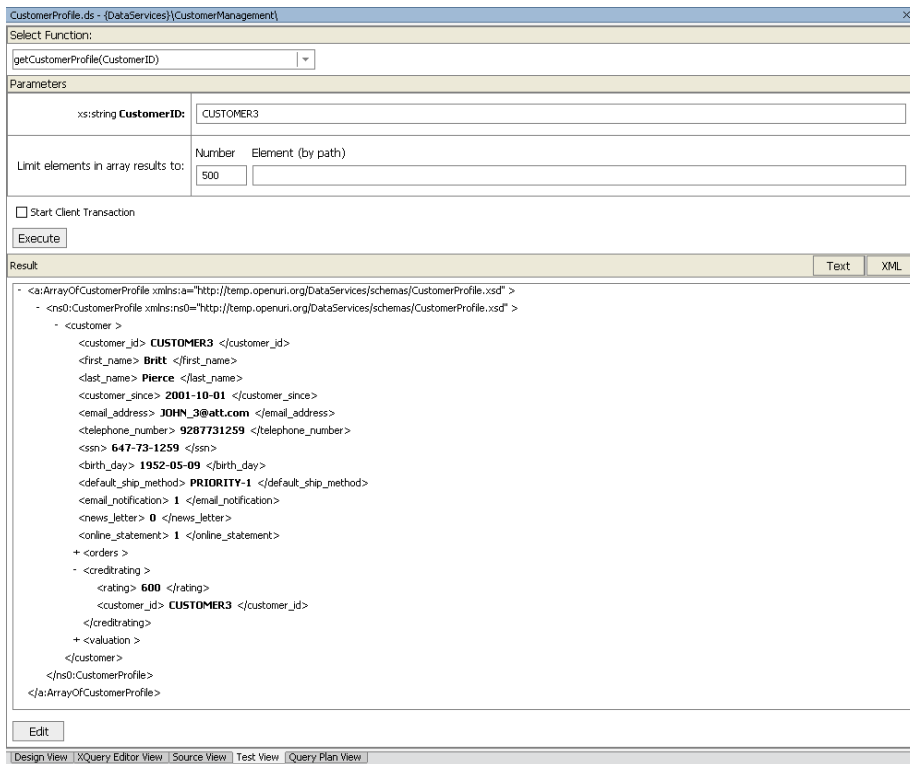 CustomerProfile.ds - {DataServices}\CustomerManagement\
Select Function:
getCustomerProfile(CustomerID)
Parameters
xs:string CustomerID: CUSTOMER3
Number Element (by path)
Limit elements in array results to: 500
Start Client Transaction
Execute
Result Text XML
- <a:ArrayOfCustomerProfile xmlns:a="http://temp.openuri.org/DataServices/schemas/CustomerProfile.xsd" >
- <ns0:CustomerProfile xmlns:ns0="http://temp.openuri.org/DataServices/schemas/CustomerProfile.xsd" >
- <customer >
<customer_id> CUSTOMER3 </customer_id>
<first_name> Britt </first_name>
<last_name> Pierce </last_name>
<customer_since> 2001-10-01 </customer_since>
<email_address> JOHN_3@att.com </email_address>
<telephone_number> 9287731259 </telephone_number>
<ssn> 647-73-1259 </ssn>
<birth_day> 1952-05-09 </birth_day>
<default_ship_method> PRIORITY-1 </default_ship_method>
<email_notification> 1 </email_notification>
<news_letter> 0 </news_letter>
<online_statement> 1 </online_statement>
+ <orders >
- <creditrating >
<rating> 600 </rating>
<customer_id> CUSTOMER3 </customer_id>
</creditrating>
+ <valuation >
</customer>
</ns0:CustomerProfile>
</a:ArrayOfCustomerProfile>
Edit
Design View XQuery Editor View Source View Test View Query Plan View